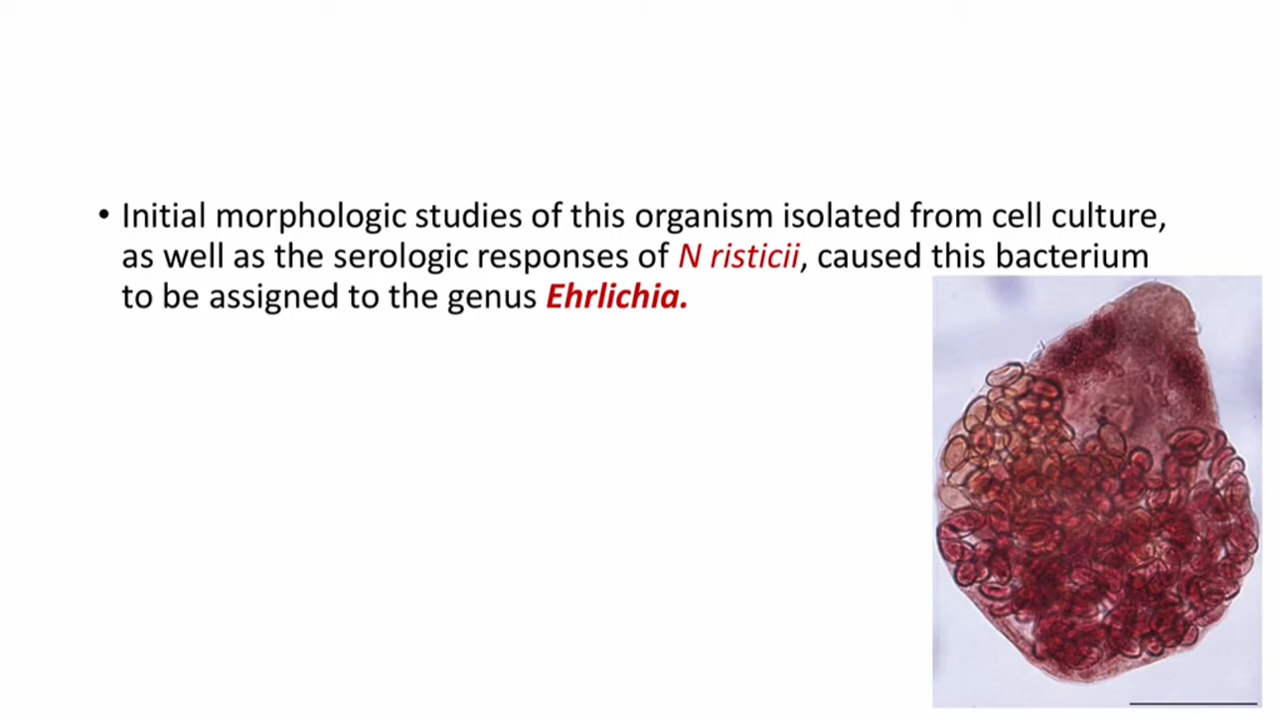 • Initial morphologic studies of this organism isolated from cell culture,
as well as the serologic responses of N risticii, caused this bacterium
to be assigned to the genus Ehrlichia.